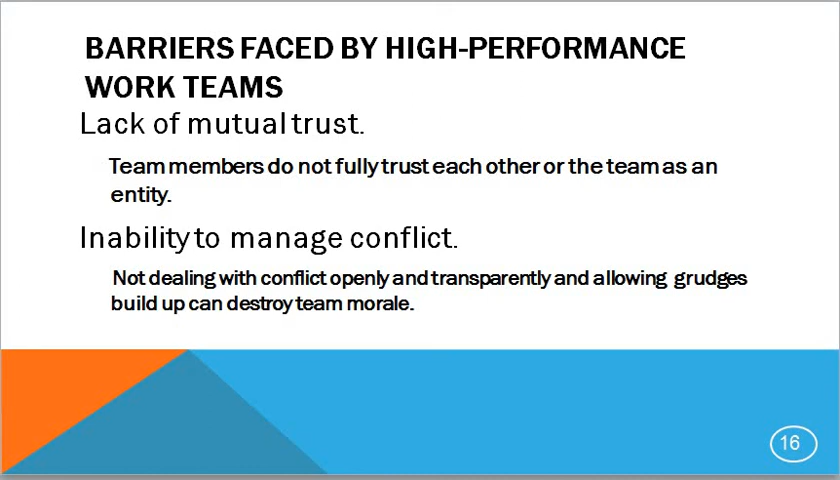 BARRIERS FACED BY HIGH-PERFORMANCE
WORK TEAMS
Lack of mutual trust.
Team members do not fully trust each other or the team as an
entity.
Inability to manage conflict.
Not dealing with conflict openly and transparently and allowing grudges
build up can destroy team morale.
16